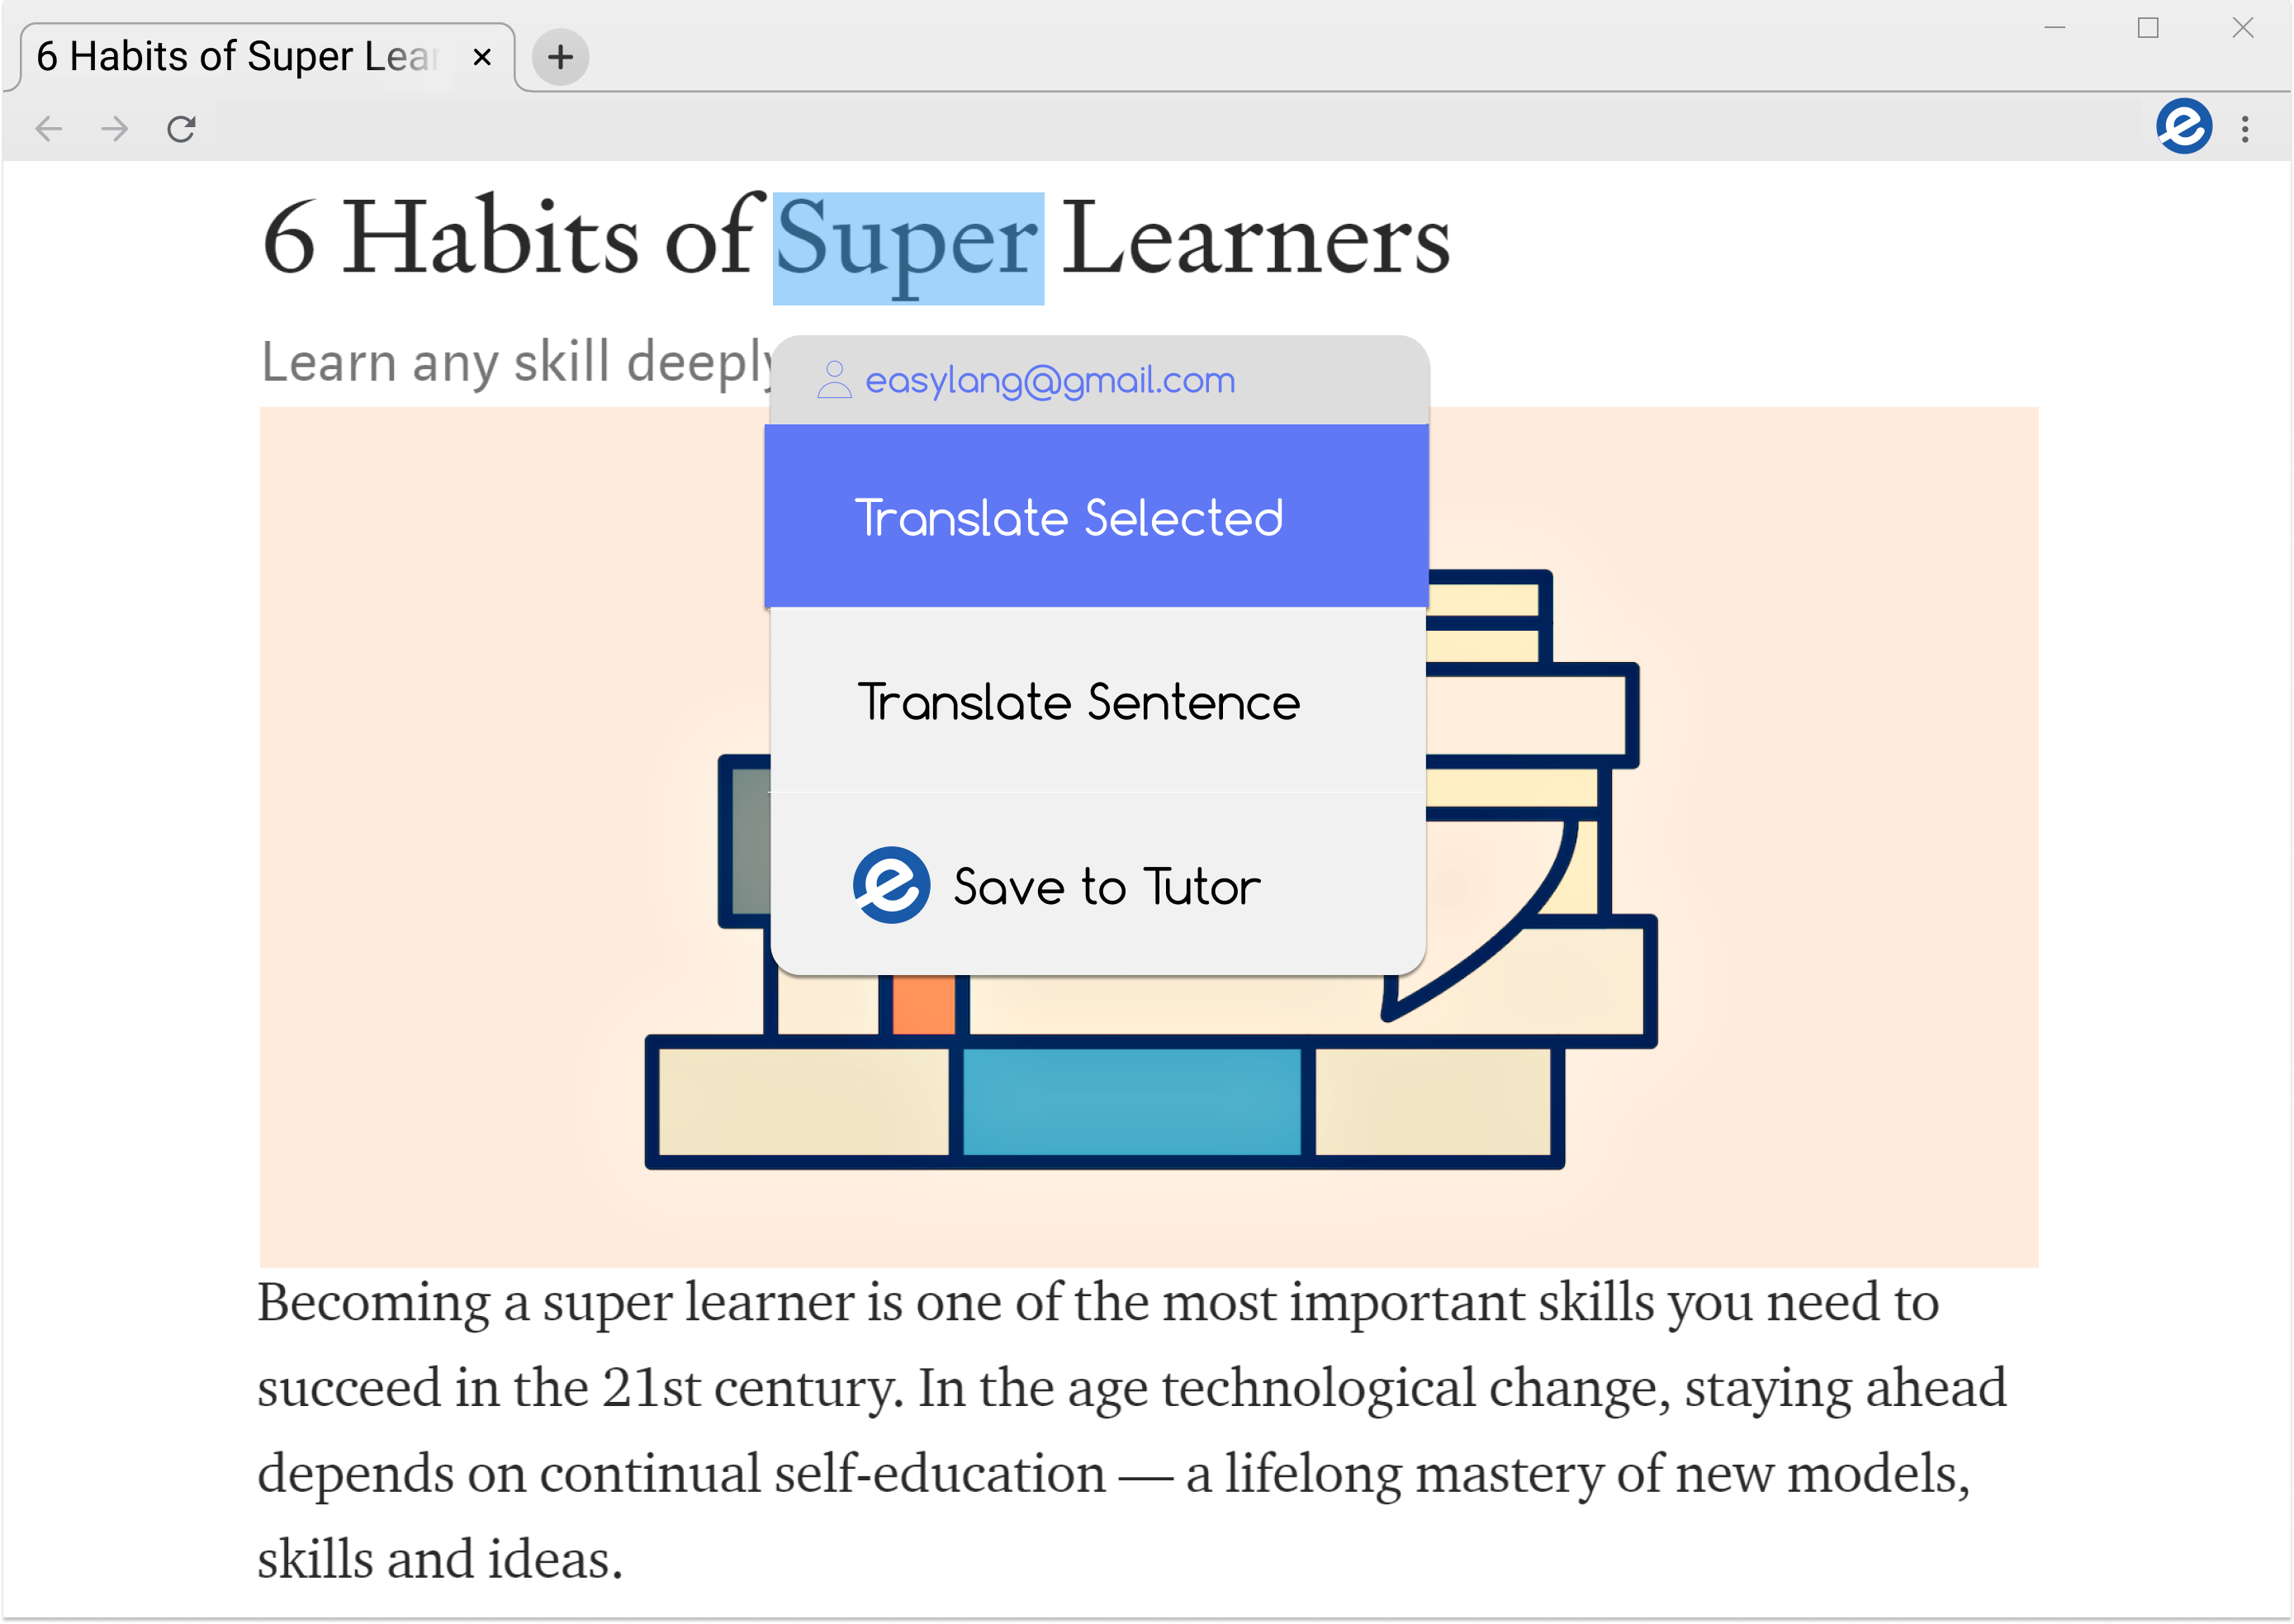 6 Habits of Super Lear
6 Habits of Super Learners
Learn any skill deeply
easylang@gmail.com
Translate Selected
Translate Sentence
e Save to Tutor
Becoming a super learner is one of the most important skills you need to
succeed in the 21st century. In the age technological change, staying ahead
depends on continual self-education — a lifelong mastery of new models,
skills and ideas.